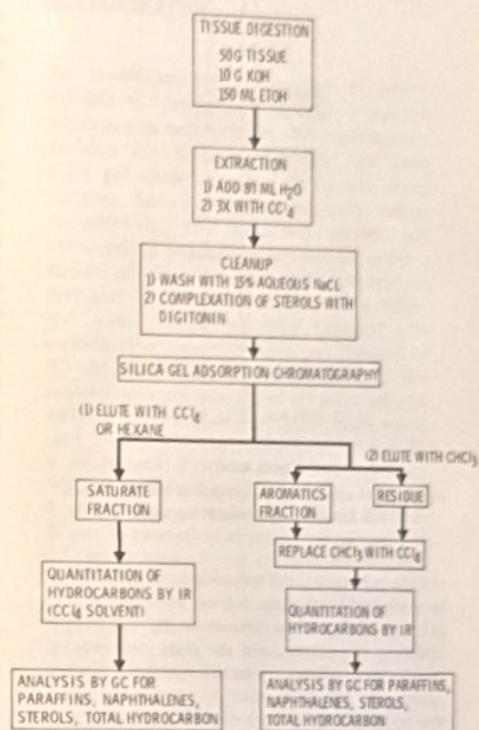 TISSUE DIGESTION
50 G TISSUE
10 G KOH
150 ML ETOH
EXTRACTION
1) ADD 80 ML H₂O
2) 3X WITH CCl₄
CLEANUP
1) WASH WITH 15% AQUEOUS NaCL
2) COMPLEXATION OF STEROLS WITH
DIGITONIN
SILICA GEL ADSORPTION CHROMATOGRAPHY
(1) ELUTE WITH CCl₄
OR HEXANE
(2) ELUTE WITH CHCl₃
SATURATE
FRACTION
AROMATICS
FRACTION
RESIDUE
REPLACE CHCl₃ WITH CCl₄
QUANTITATION OF
HYDROCARBONS BY IR
(CCl₄ SOLVENT)
QUANTITATION OF
HYDROCARBONS BY IR
ANALYSIS BY GC FOR
PARAFFINS, NAPHTHALENES,
STEROLS, TOTAL HYDROCARBON
ANALYSIS BY GC FOR PARAFFINS,
NAPHTHALENES, STEROLS,
TOTAL HYDROCARBON